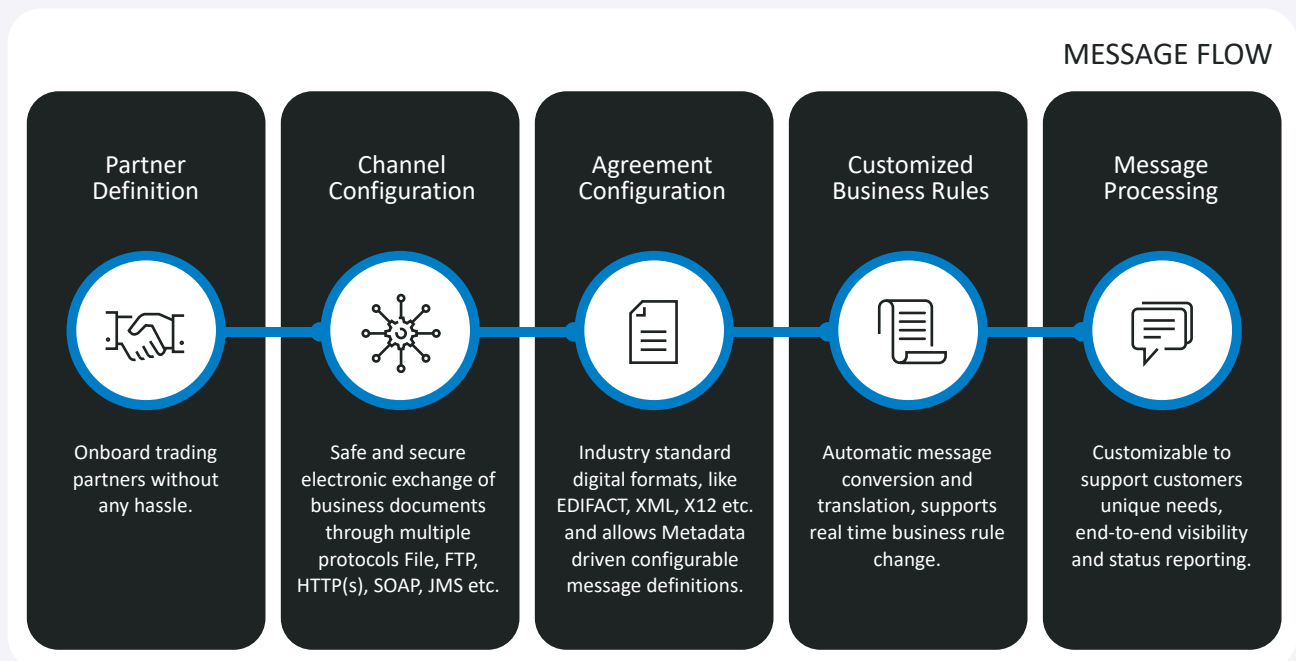 MESSAGE FLOW
Partner
Definition
Onboard trading
partners without
any hassle.
Channel
Configuration
Safe and secure
electronic exchange of
business documents
through multiple
protocols File, FTP,
HTTP(s), SOAP, JMS etc.
Agreement
Configuration
Industry standard
digital formats, like
EDIFACT, XML, X12 etc.
and allows Metadata
driven configurable
message definitions.
Customized
Business Rules
Automatic message
conversion and
translation, supports
real time business rule
change.
Message
Processing
Customizable to
support customers
unique needs,
end-to-end visibility
and status reporting.